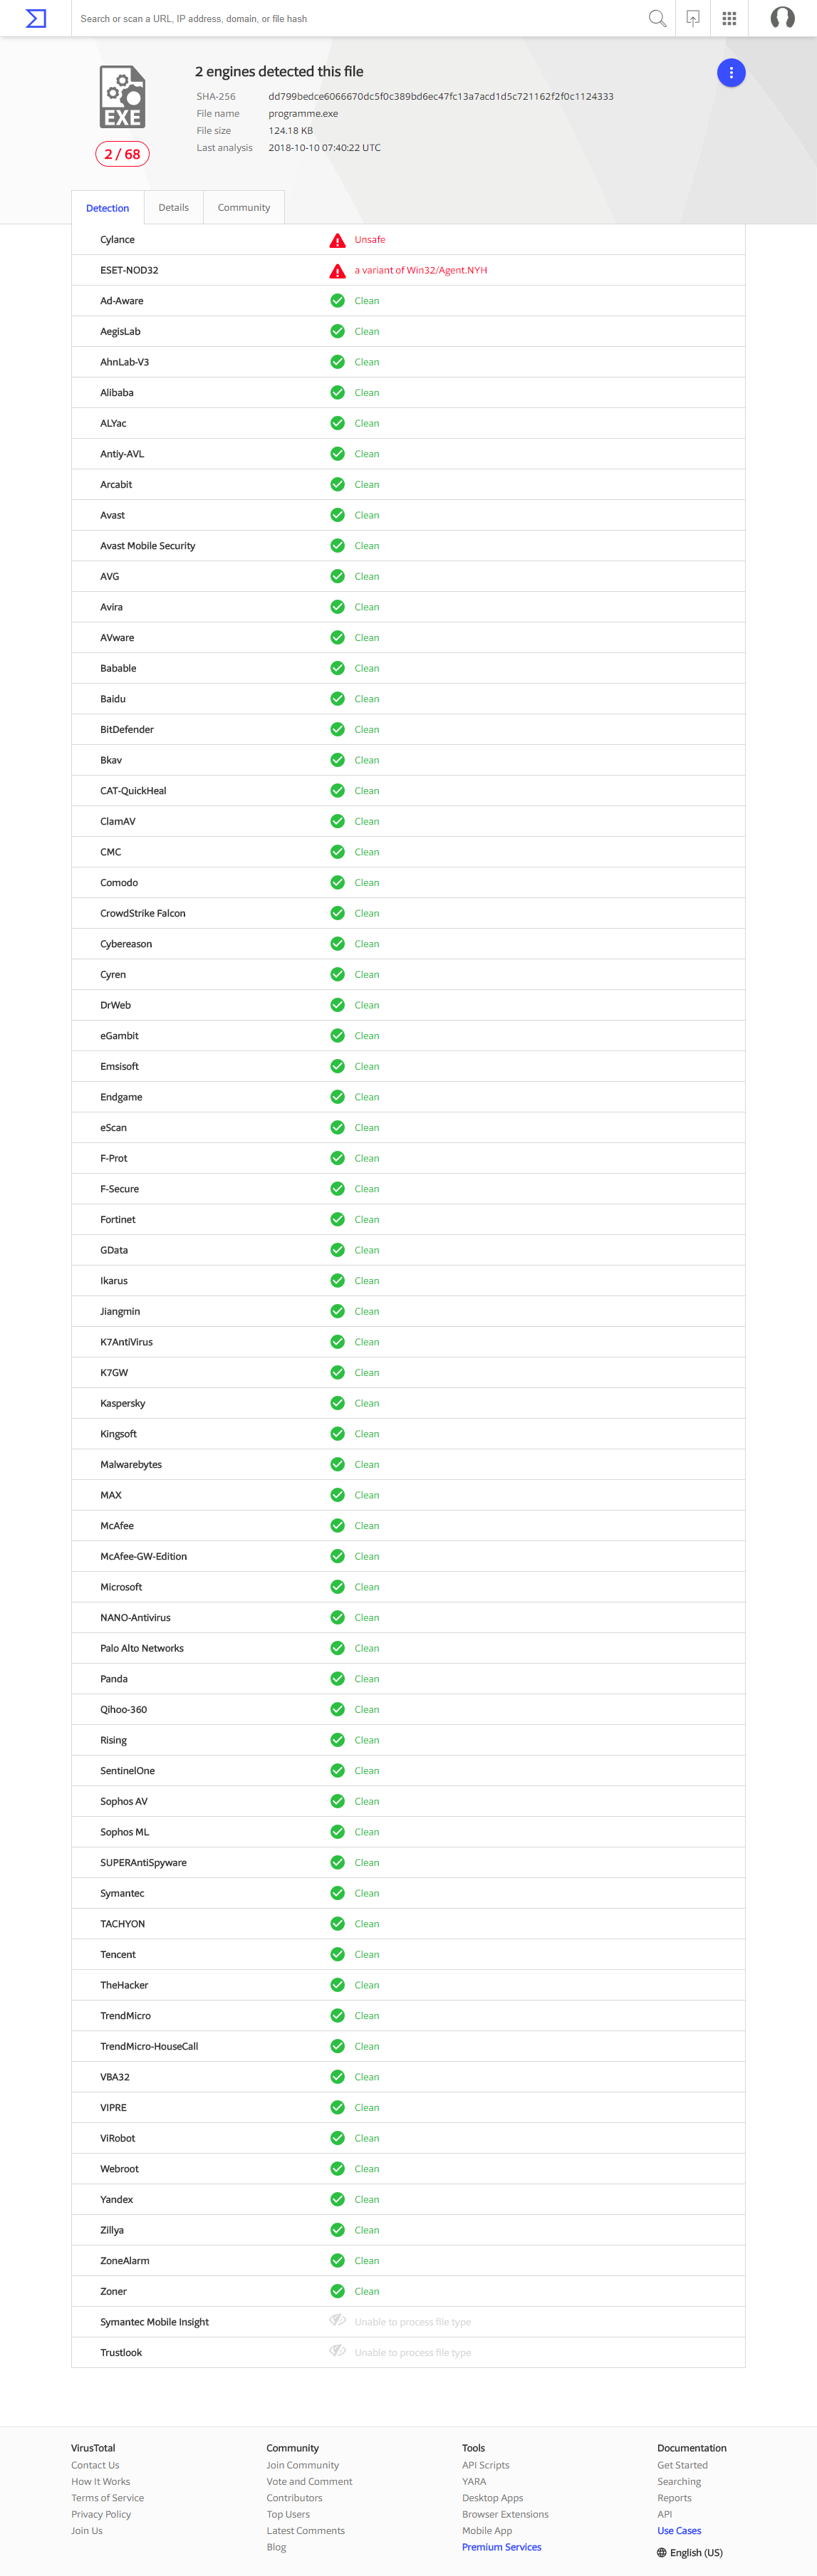 Search or scan a URL, IP address, domain, or file hash
2 engines detected this file
SHA-256 dd799bedce6066670dc5f0c389bd6ec47fc13a7acd1d5c721162f2f0c1124333
File name programme.exe
File size 124.18 KB
Last analysis 2018-10-10 07:40:22 UTC
EXE
2 / 68
Detection Details Community
Cylance Unsafe
ESET-NOD32 a variant of Win32/Agent.NYH
Ad-Aware Clean
AegisLab Clean
AhnLab-V3 Clean
Alibaba Clean
ALYac Clean
Antiy-AVL Clean
Arcabit Clean
Avast Clean
Avast Mobile Security Clean
AVG Clean
Avira Clean
AVware Clean
Babable Clean
Baidu Clean
BitDefender Clean
Bkav Clean
CAT-QuickHeal Clean
ClamAV Clean
CMC Clean
Comodo Clean
CrowdStrike Falcon Clean
Cybereason Clean
Cyren Clean
DrWeb Clean
eGambit Clean
Emsisoft Clean
Endgame Clean
eScan Clean
F-Prot Clean
F-Secure Clean
Fortinet Clean
GData Clean
Ikarus Clean
Jiangmin Clean
K7AntiVirus Clean
K7GW Clean
Kaspersky Clean
Kingsoft Clean
Malwarebytes Clean
MAX Clean
McAfee Clean
McAfee-GW-Edition Clean
Microsoft Clean
NANO-Antivirus Clean
Palo Alto Networks Clean
Panda Clean
Qihoo-360 Clean
Rising Clean
SentinelOne Clean
Sophos AV Clean
Sophos ML Clean
SUPERAntiSpyware Clean
Symantec Clean
TACHYON Clean
Tencent Clean
TheHacker Clean
TrendMicro Clean
TrendMicro-HouseCall Clean
VBA32 Clean
VIPRE Clean
ViRobot Clean
Webroot Clean
Yandex Clean
Zillya Clean
ZoneAlarm Clean
Zoner Clean
Symantec Mobile Insight Unable to process file type
Trustlook Unable to process file type
VirusTotal Community Tools Documentation
Contact Us Join Community API Scripts Get Started
How It Works Vote and Comment YARA Searching
Terms of Service Contributors Desktop Apps Reports
Privacy Policy Top Users Browser Extensions API
Join Us Latest Comments Mobile App Use Cases
Blog Premium Services English (US)